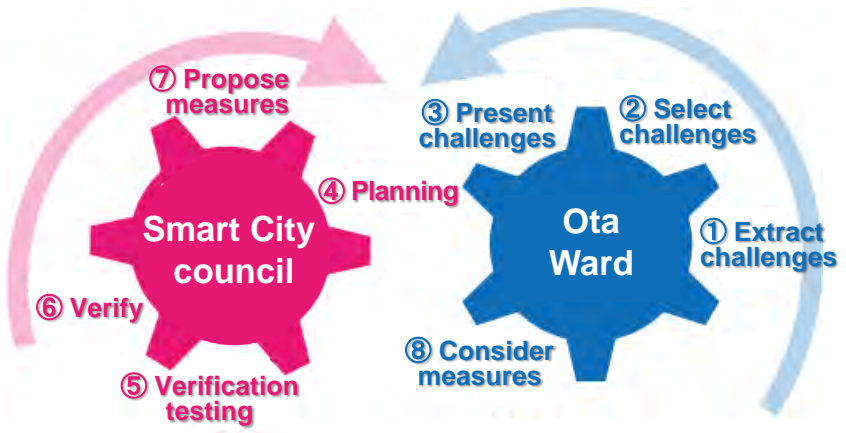 ⑦ Propose
measures
③ Present
challenges
② Select
challenges
④ Planning
Smart City
council
Ota
Ward
① Extract
challenges
⑥ Verify
⑧ Consider
measures
⑤ Verification
testing